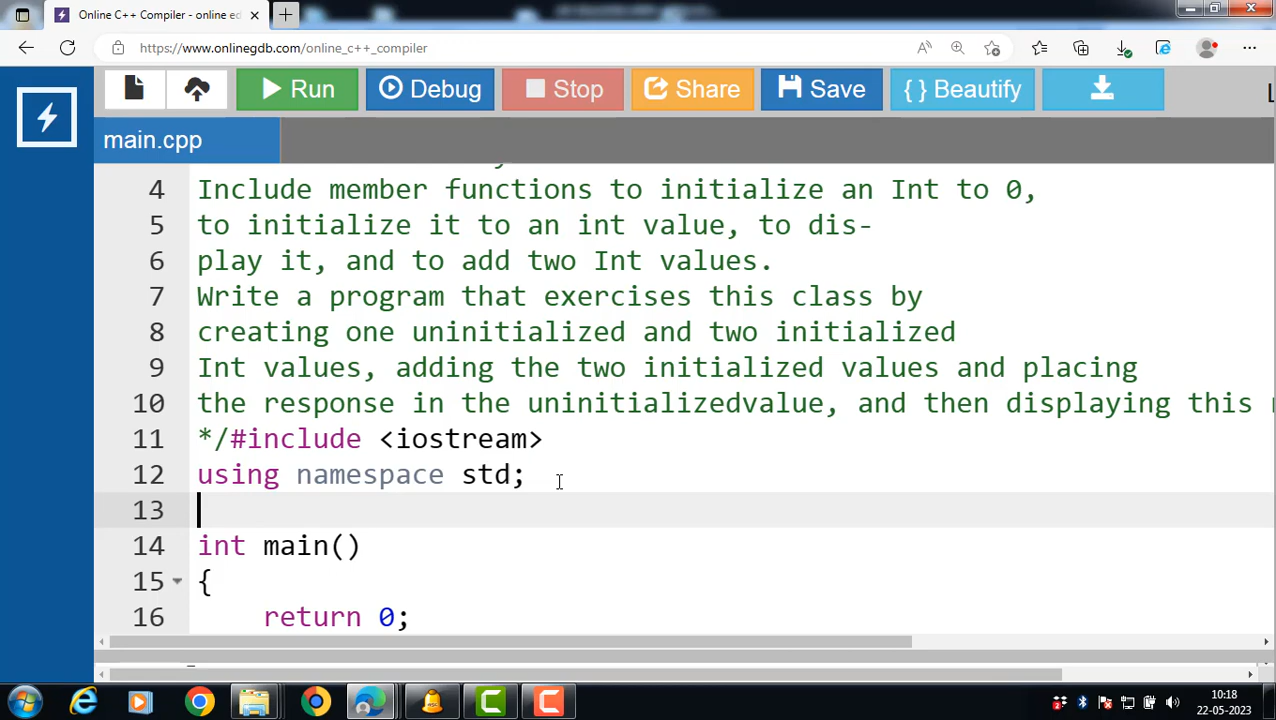 Online C++ Compiler - online ed
https://www.onlinegdb.com/online_c++_compiler
Run Debug Stop Share Save { } Beautify
main.cpp
4 Include member functions to initialize an Int to 0,
5 to initialize it to an int value, to dis-
6 play it, and to add two Int values.
7 Write a program that exercises this class by
8 creating one uninitialized and two initialized
9 Int values, adding the two initialized values and placing
10 the response in the uninitializedvalue, and then displaying this
11 */#include <iostream>
12 using namespace std;
13
14 int main()
15 {
16 return 0;
10:18
22-05-2023